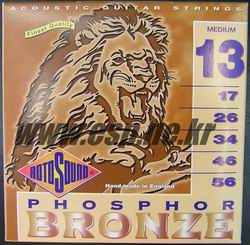 ACOUSTIC GUITAR STRINGS
Finest Quality
MEDIUM
13
17
26
34
46
56
www.esp.ne.kr
ROTOSOUND
Hand made in England
PHOSPHOR
BRONZE